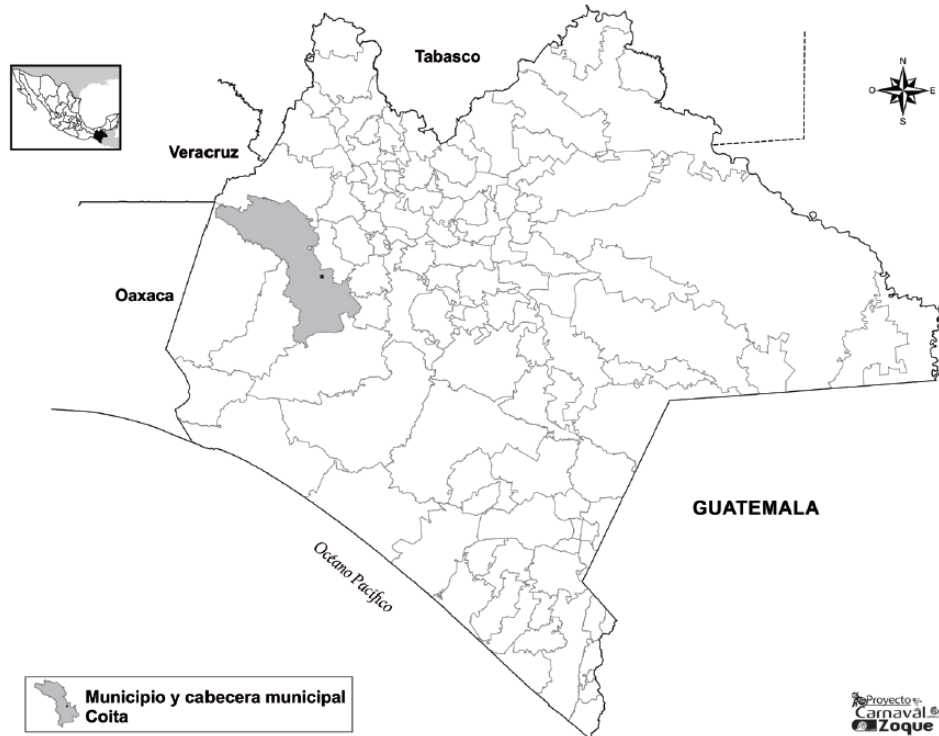 Tabasco
N
O
E
S
Veracruz
Oaxaca
GUATEMALA
Océano Pacífico
Municipio y cabecera municipal
Coita
Proyecto
Carnaval
Zoque